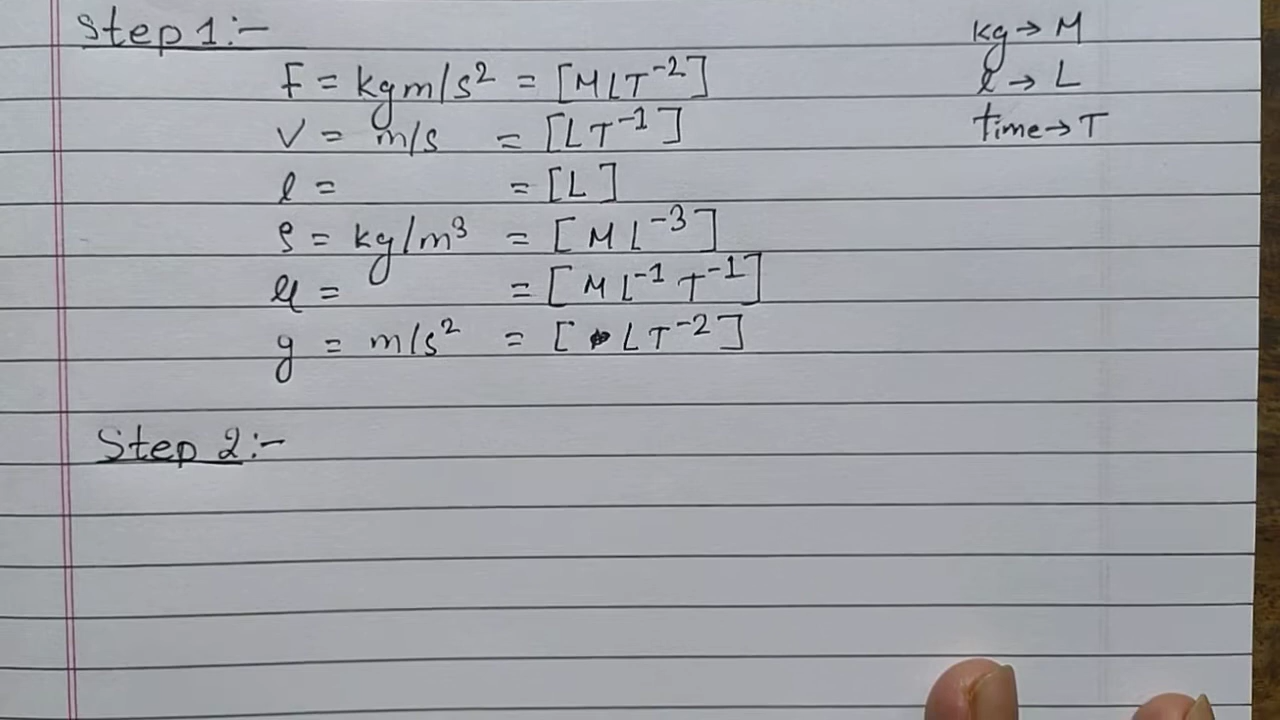 Step 1:-
kg → M
F = kgm/s² = [MLT⁻²]
l → L
V = m/s = [LT⁻¹]
time → T
l = = [L]
ρ = kg/m³ = [ML⁻³]
μ = = [ML⁻¹T⁻¹]
g = m/s² = [LT⁻²]
Step 2:-